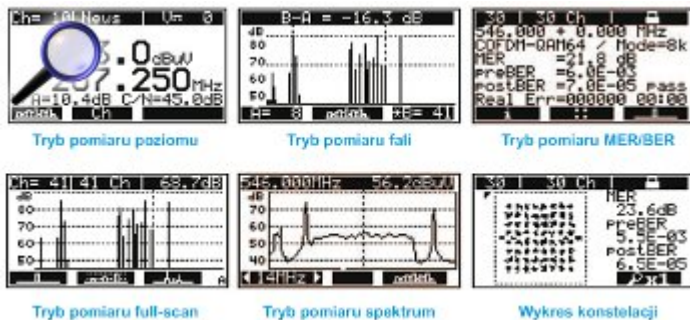 Ch= 10 News V= 0
.0 dBuV
.250 MHz
A=10.4dB C/N=45.0dB
Ch
Tryb pomiaru poziomu
B-A = -16.3 dB
dB
80
70
60
A= 8 *B= 41
Tryb pomiaru fali
30 30 Ch
546.000 + 0.000 MHz
COFDM-QAM64 / Mode=8k
MER =21.8 dB
preBER =6.0E-03
postBER =7.0E-05 pass
Real Err=000000 00:00
Tryb pomiaru MER/BER
Ch= 41 41 Ch 68.7dB
dB
80
70
60
50
A
Tryb pomiaru full-scan
546.000MHz 56.2dBuV
dB
70
60
50
40
14MHz
Tryb pomiaru spektrum
30 30 Ch
MER
23.6dB
preBER
5.5E-03
postBER
6.5E-05
x1
Wykres konstelacji